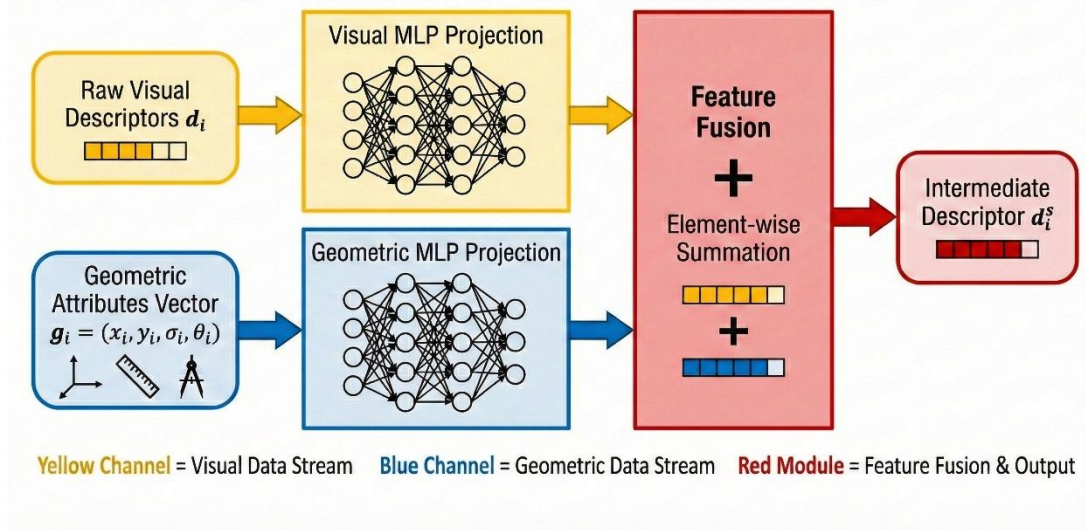 Raw Visual
Descriptors dᵢ
Visual MLP Projection
Geometric
Attributes Vector
gᵢ = (xᵢ, yᵢ, σᵢ, θᵢ)
Geometric MLP Projection
Feature
Fusion
+
Element-wise
Summation
+
Intermediate
Descriptor dᵢˢ
Yellow Channel = Visual Data Stream Blue Channel = Geometric Data Stream Red Module = Feature Fusion & Output